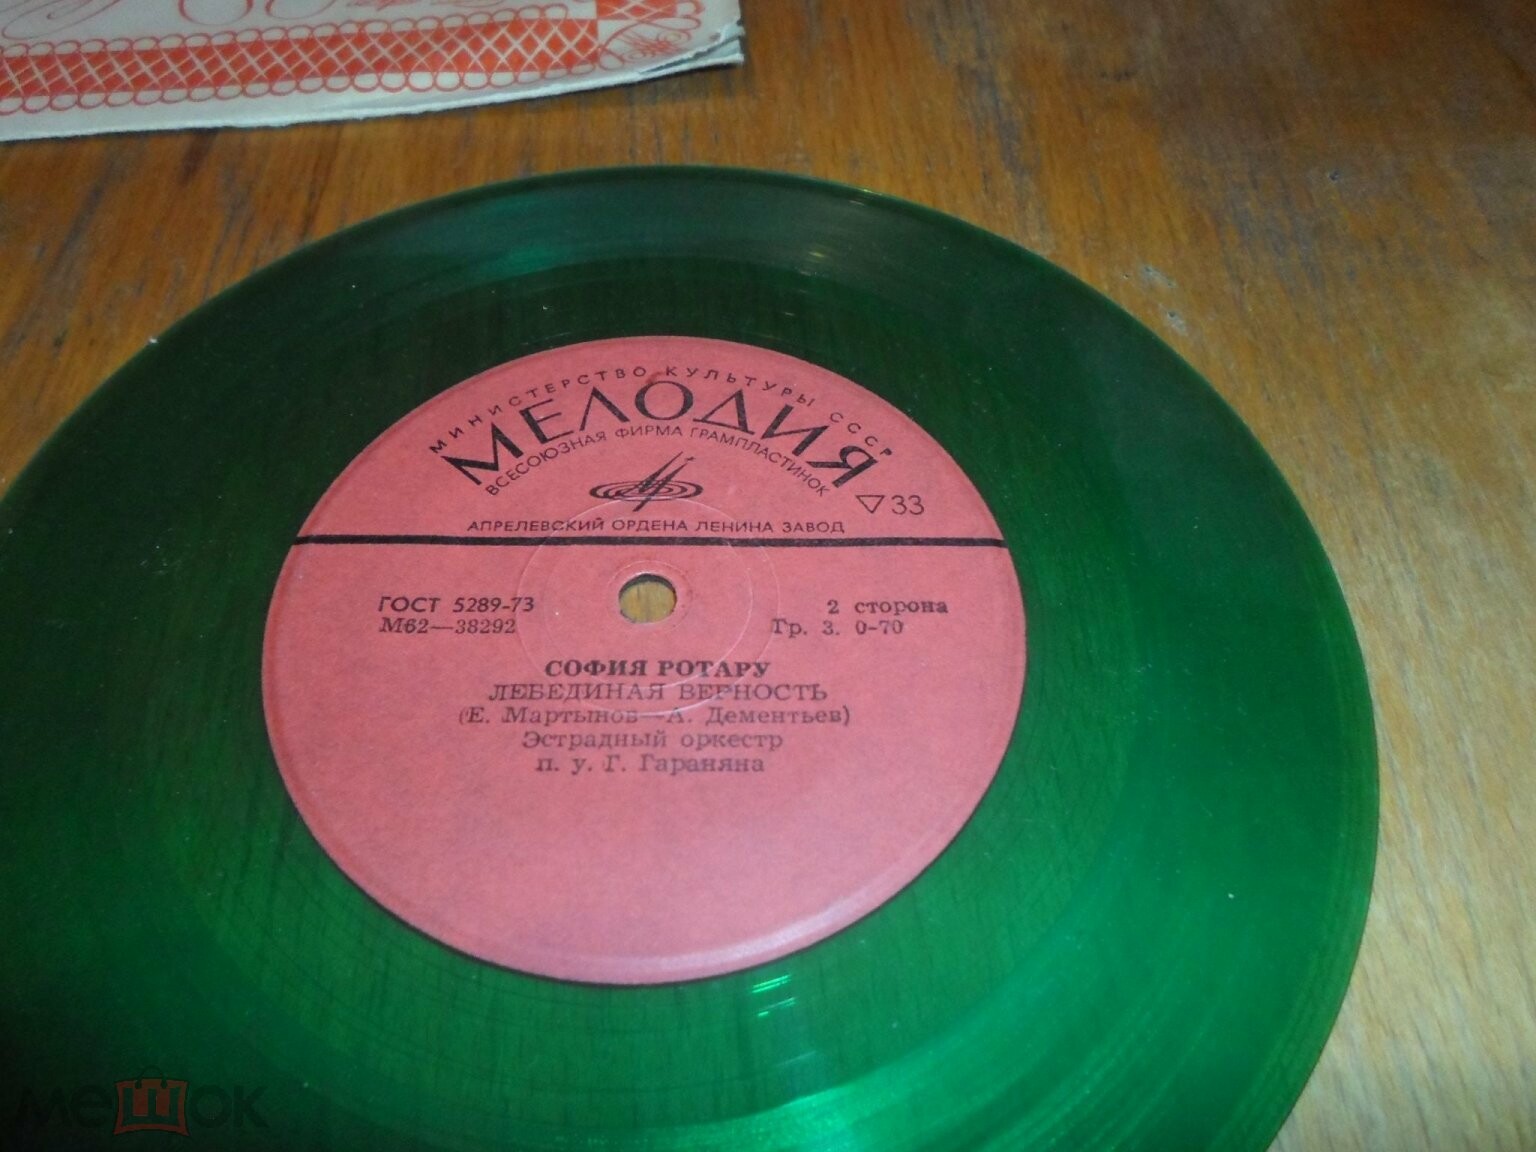 МИНИСТЕРСТВО КУЛЬТУРЫ СССР
МЕЛОДИЯ
ВСЕСОЮЗНАЯ ФИРМА ГРАМПЛАСТИНОК
33
АПРЕЛЕВСКИЙ ОРДЕНА ЛЕНИНА ЗАВОД
ГОСТ 5289-73
М62—38292
2 сторона
Гр. 3. 0-70
СОФИЯ РОТАРУ
ЛЕБЕДИНАЯ ВЕРНОСТЬ
(Е. Мартынов—А. Дементьев)
Эстрадный оркестр
п. у. Г. Гараняна
мешок